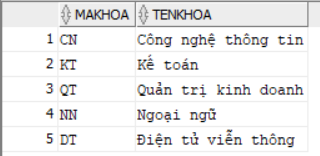 MAKHOA TENKHOA
1 CN Công nghệ thông tin
2 KT Kế toán
3 QT Quản trị kinh doanh
4 NN Ngoại ngữ
5 DT Điện tử viễn thông